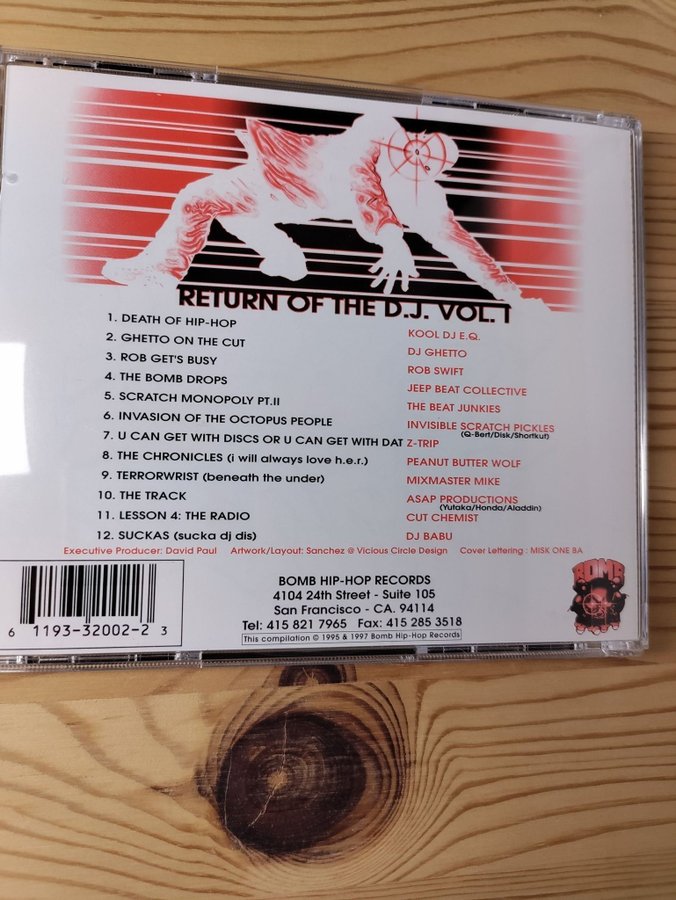 RETURN OF THE D.J. VOL. 1
1. DEATH OF HIP-HOP KOOL DJ E.Q.
2. GHETTO ON THE CUT DJ GHETTO
3. ROB GET'S BUSY ROB SWIFT
4. THE BOMB DROPS JEEP BEAT COLLECTIVE
5. SCRATCH MONOPOLY PT.II THE BEAT JUNKIES
6. INVASION OF THE OCTOPUS PEOPLE INVISIBLE SCRATCH PICKLES
(Q-Bert/Disk/Shortkut)
7. U CAN GET WITH DISCS OR U CAN GET WITH DAT Z-TRIP
8. THE CHRONICLES (i will always love h.e.r.) PEANUT BUTTER WOLF
9. TERRORWRIST (beneath the under) MIXMASTER MIKE
10. THE TRACK ASAP PRODUCTIONS
(Yutaka/Honda/Aladdin)
11. LESSON 4: THE RADIO CUT CHEMIST
12. SUCKAS (sucka dj dis) DJ BABU
Executive Producer: David Paul Artwork/Layout: Sanchez @ Vicious Circle Design Cover Lettering : MISK ONE BA
BOMB HIP-HOP RECORDS
4104 24th Street - Suite 105
San Francisco - CA. 94114
Tel: 415 821 7965 Fax: 415 285 3518
This compilation © 1995 & 1997 Bomb Hip-Hop Records
6 1193-32002-2 3
BOMB